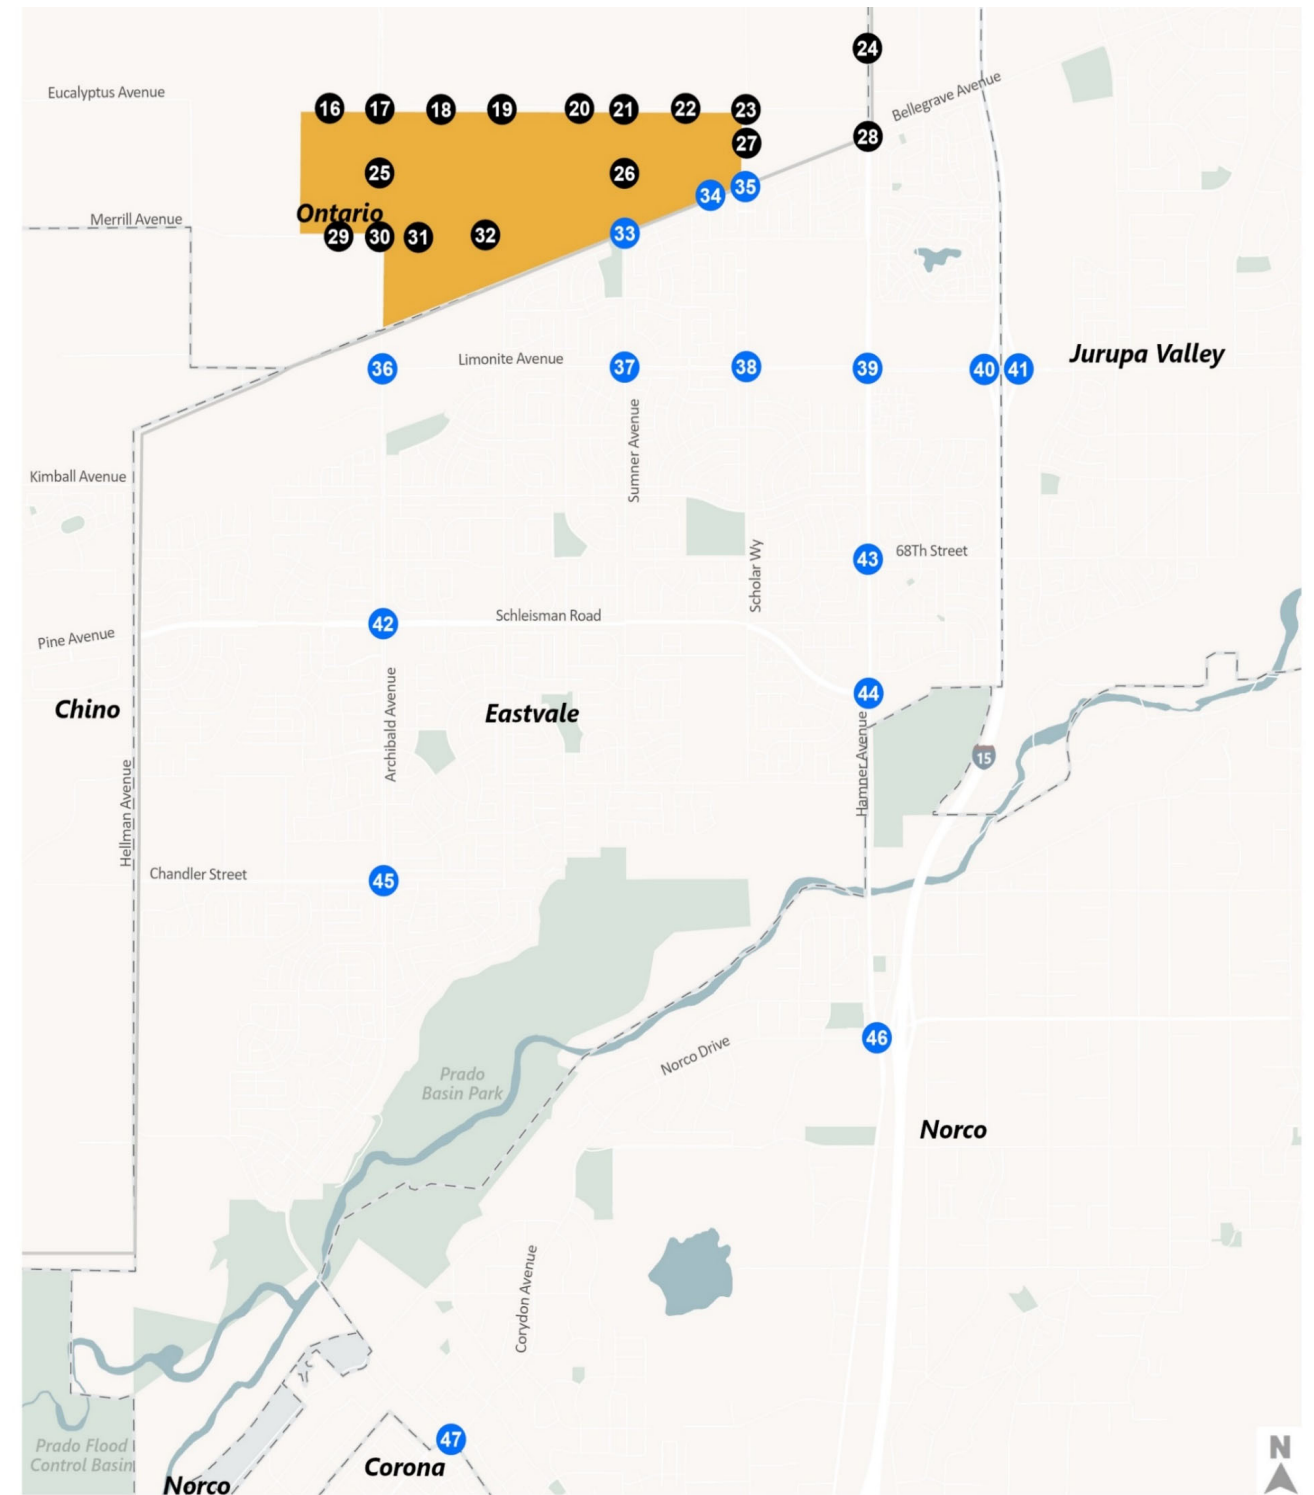 24
Eucalyptus Avenue
16
17
18
19
20
21
22
23
Bellegrave Avenue
27
28
25
26
34
35
Merrill Avenue
Ontario
29
30
31
32
33
36
Limonite Avenue
37
38
39
40
41
Jurupa Valley
Sumner Avenue
Kimball Avenue
43
68Th Street
Scholar Wy
42
Schleisman Road
Pine Avenue
44
Chino
Archibald Avenue
Eastvale
Hamner Avenue
15
Hellman Avenue
Chandler Street
45
46
Norco Drive
Prado
Basin Park
Norco
Corydon Avenue
47
Prado Flood
Control Basin
Corona
Norco
N